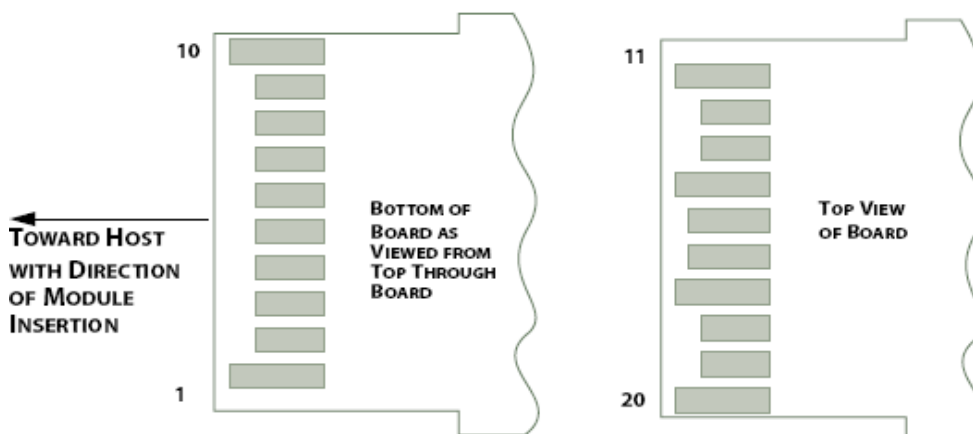 10
11
BOTTOM OF
BOARD AS
VIEWED FROM
TOP THROUGH
BOARD
TOP VIEW
OF BOARD
TOWARD HOST
WITH DIRECTION
OF MODULE
INSERTION
1
20